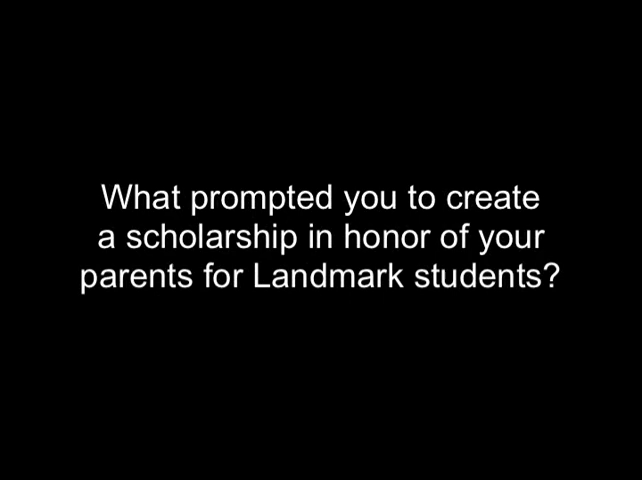 What prompted you to create
a scholarship in honor of your
parents for Landmark students?